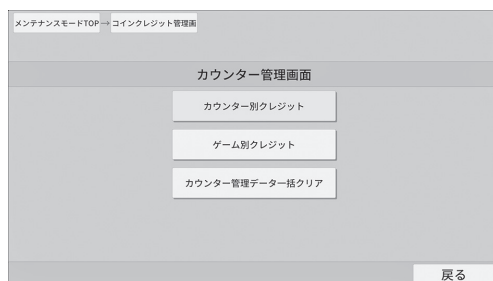 メンテナンスモードTOP→コインクレジット管理画
カウンター管理画面
カウンター別クレジット
ゲーム別クレジット
カウンター管理データ一括クリア
戻る